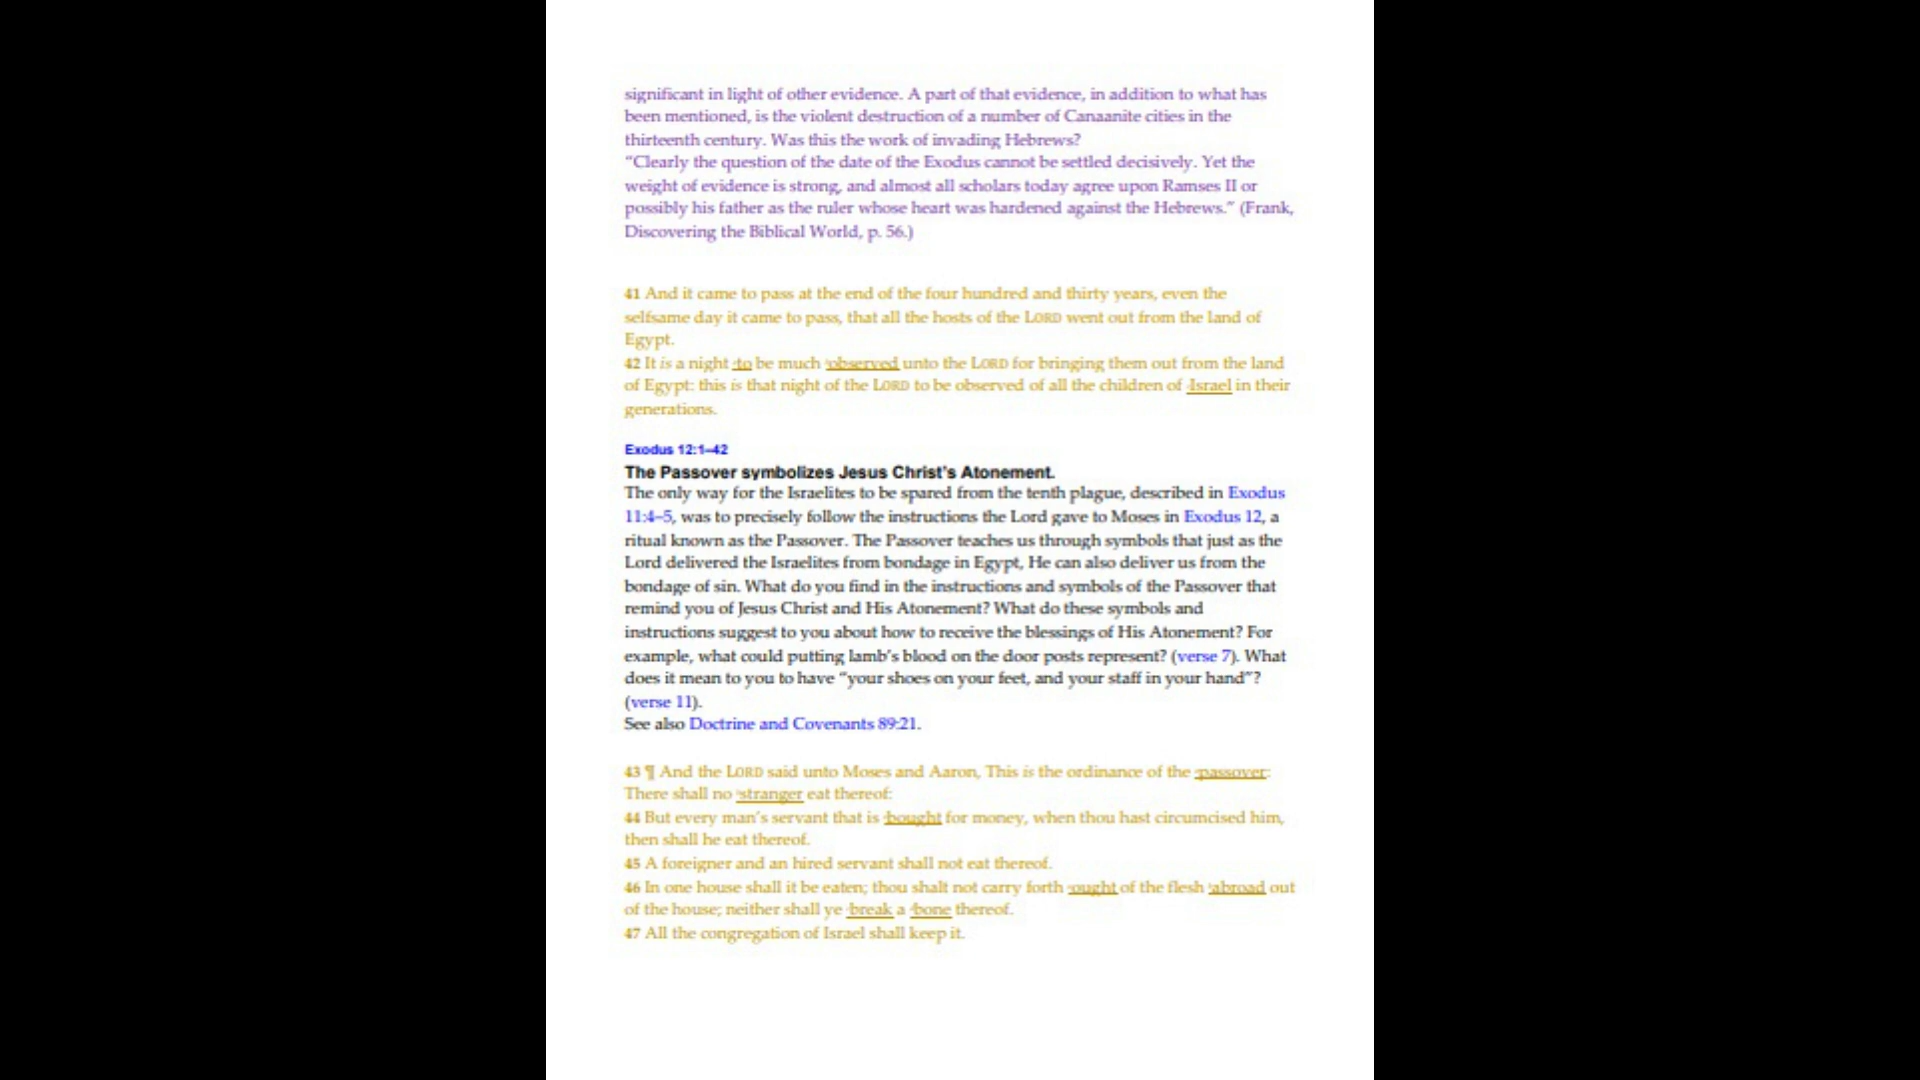 significant in light of other evidence. A part of that evidence, in addition to what has
been mentioned, is the violent destruction of a number of Canaanite cities in the
thirteenth century. Was this the work of invading Hebrews?
“Clearly the question of the date of the Exodus cannot be settled decisively. Yet the
weight of evidence is strong, and almost all scholars today agree upon Ramses II or
possibly his father as the ruler whose heart was hardened against the Hebrews.” (Frank,
Discovering the Biblical World, p. 56.)
41 And it came to pass at the end of the four hundred and thirty years, even the
selfsame day it came to pass, that all the hosts of the LORD went out from the land of
Egypt.
42 It is a night to be much observed unto the LORD for bringing them out from the land
of Egypt: this is that night of the LORD to be observed of all the children of Israel in their
generations.
Exodus 12:1–42
The Passover symbolizes Jesus Christ’s Atonement.
The only way for the Israelites to be spared from the tenth plague, described in Exodus
11:4–5, was to precisely follow the instructions the Lord gave to Moses in Exodus 12, a
ritual known as the Passover. The Passover teaches us through symbols that just as the
Lord delivered the Israelites from bondage in Egypt, He can also deliver us from the
bondage of sin. What do you find in the instructions and symbols of the Passover that
remind you of Jesus Christ and His Atonement? What do these symbols and
instructions suggest to you about how to receive the blessings of His Atonement? For
example, what could putting lamb’s blood on the door posts represent? (verse 7). What
does it mean to you to have “your shoes on your feet, and your staff in your hand”?
(verse 11).
See also Doctrine and Covenants 89:21.
43 ¶ And the LORD said unto Moses and Aaron, This is the ordinance of the passover:
There shall no stranger eat thereof:
44 But every man’s servant that is bought for money, when thou hast circumcised him,
then shall he eat thereof.
45 A foreigner and an hired servant shall not eat thereof.
46 In one house shall it be eaten; thou shalt not carry forth ought of the flesh abroad out
of the house; neither shall ye break a bone thereof.
47 All the congregation of Israel shall keep it.